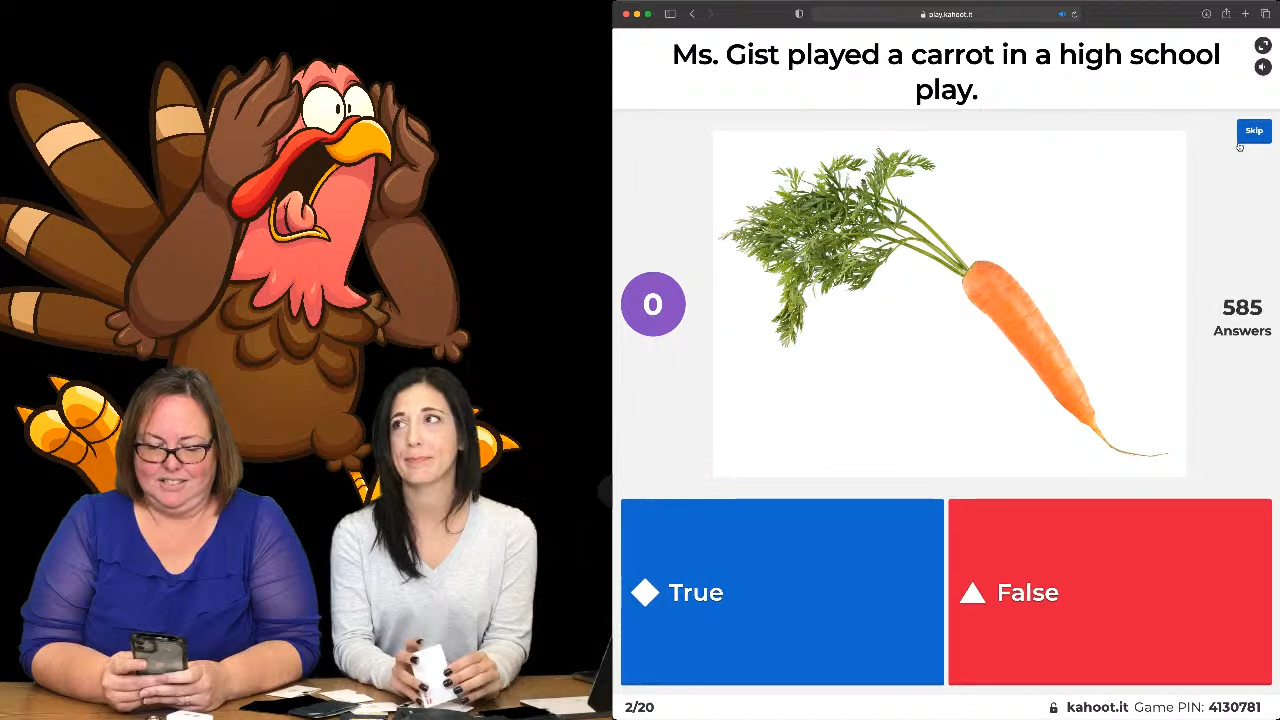 play.kahoot.it
Ms. Gist played a carrot in a high school
play.
Skip
0
585
Answers
True
False
2/20
kahoot.it Game PIN: 4130781